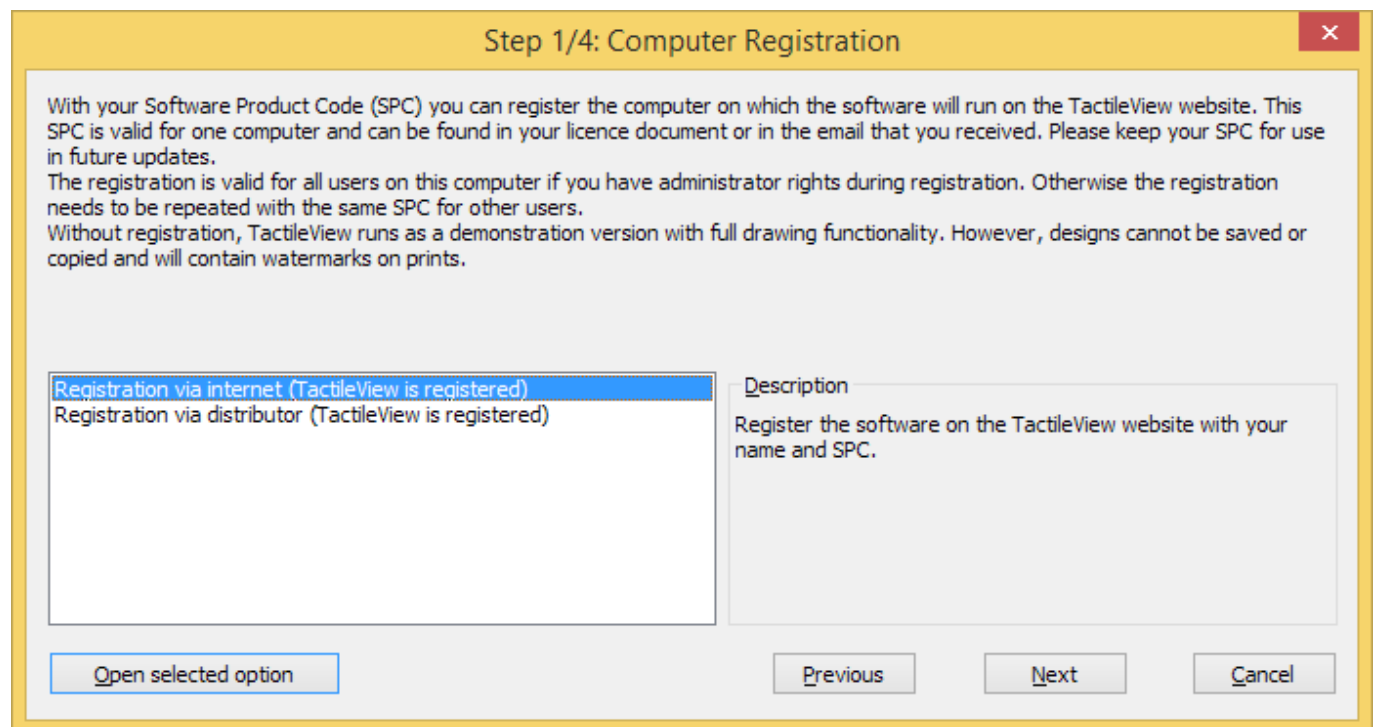 Step 1/4: Computer Registration
With your Software Product Code (SPC) you can register the computer on which the software will run on the TactileView website. This
SPC is valid for one computer and can be found in your licence document or in the email that you received. Please keep your SPC for use
in future updates.
The registration is valid for all users on this computer if you have administrator rights during registration. Otherwise the registration
needs to be repeated with the same SPC for other users.
Without registration, TactileView runs as a demonstration version with full drawing functionality. However, designs cannot be saved or
copied and will contain watermarks on prints.
Registration via internet (TactileView is registered)
Registration via distributor (TactileView is registered)
Description
Register the software on the TactileView website with your
name and SPC.
Open selected option
Previous
Next
Cancel